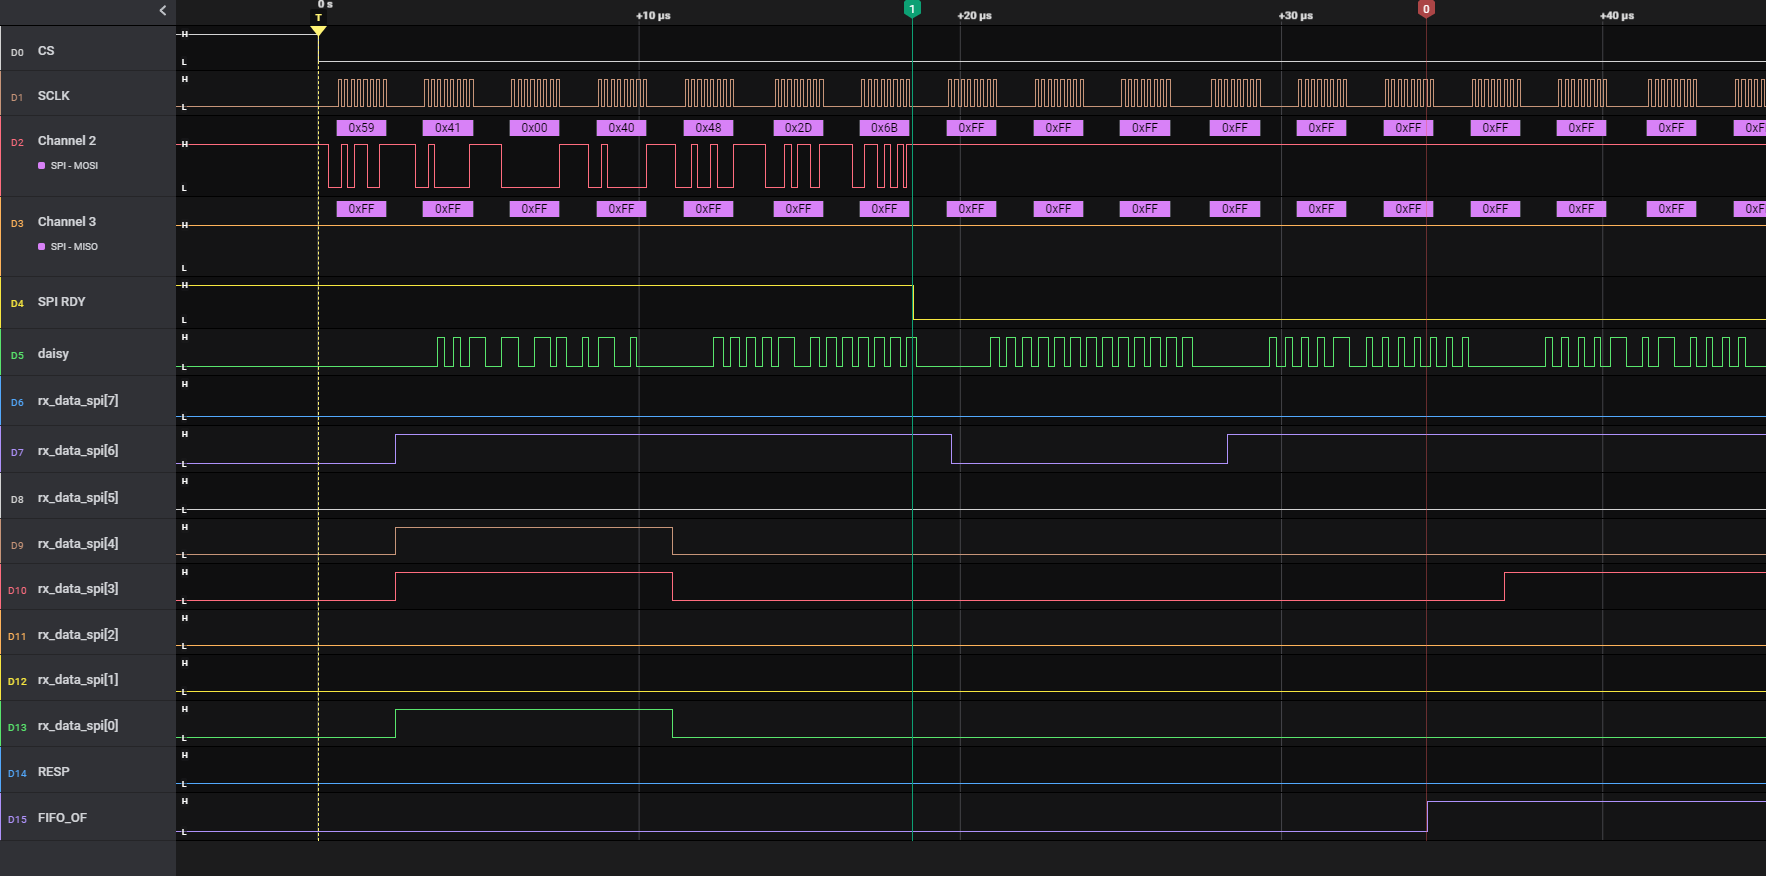 0 s
+10 µs
1
+20 µs
+30 µs
0
+40 µs
T
D0 CS H L
D1 SCLK H L
D2 Channel 2 H L
SPI - MOSI
0x59 0x41 0x00 0x40 0x48 0x2D 0x6B 0xFF 0xFF 0xFF 0xFF 0xFF 0xFF 0xFF 0xFF 0xFF 0xF
D3 Channel 3 H L
SPI - MISO
0xFF 0xFF 0xFF 0xFF 0xFF 0xFF 0xFF 0xFF 0xFF 0xFF 0xFF 0xFF 0xFF 0xFF 0xFF 0xFF 0xF
D4 SPI RDY H L
D5 daisy H L
D6 rx_data_spi[7] H L
D7 rx_data_spi[6] H L
D8 rx_data_spi[5] H L
D9 rx_data_spi[4] H L
D10 rx_data_spi[3] H L
D11 rx_data_spi[2] H L
D12 rx_data_spi[1] H L
D13 rx_data_spi[0] H L
D14 RESP H L
D15 FIFO_OF H L